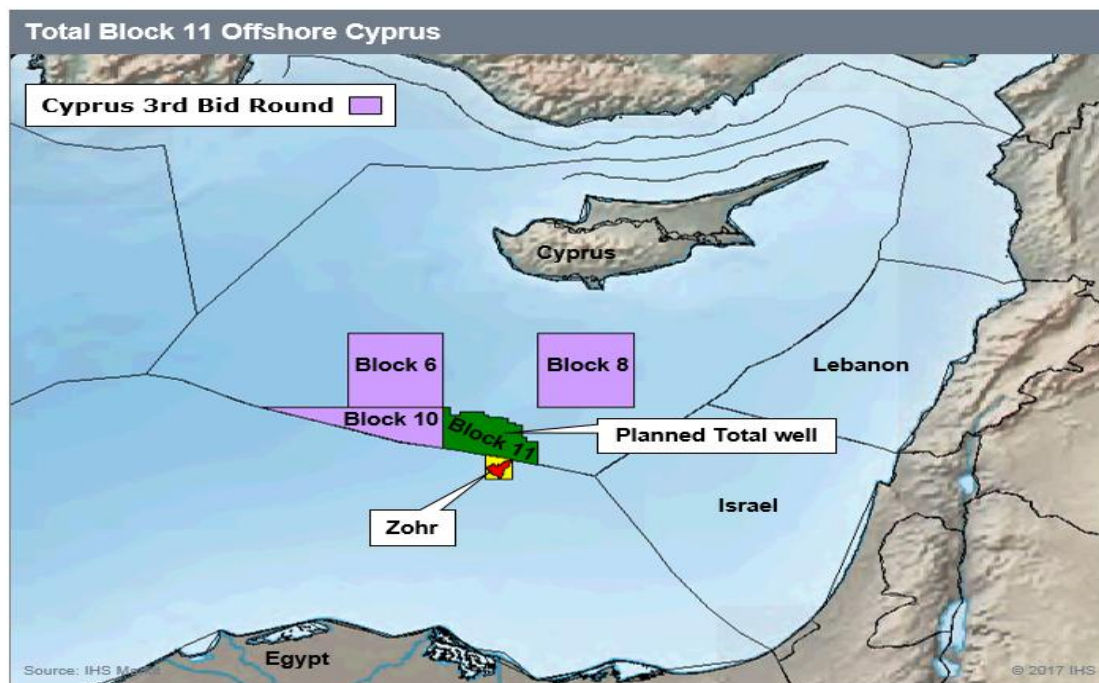 Total Block 11 Offshore Cyprus
Cyprus 3rd Bid Round
Cyprus
Block 6
Block 8
Lebanon
Block 10
Block 11
Planned Total well
Israel
Zohr
Egypt
Source: IHS
© 2017 IHS